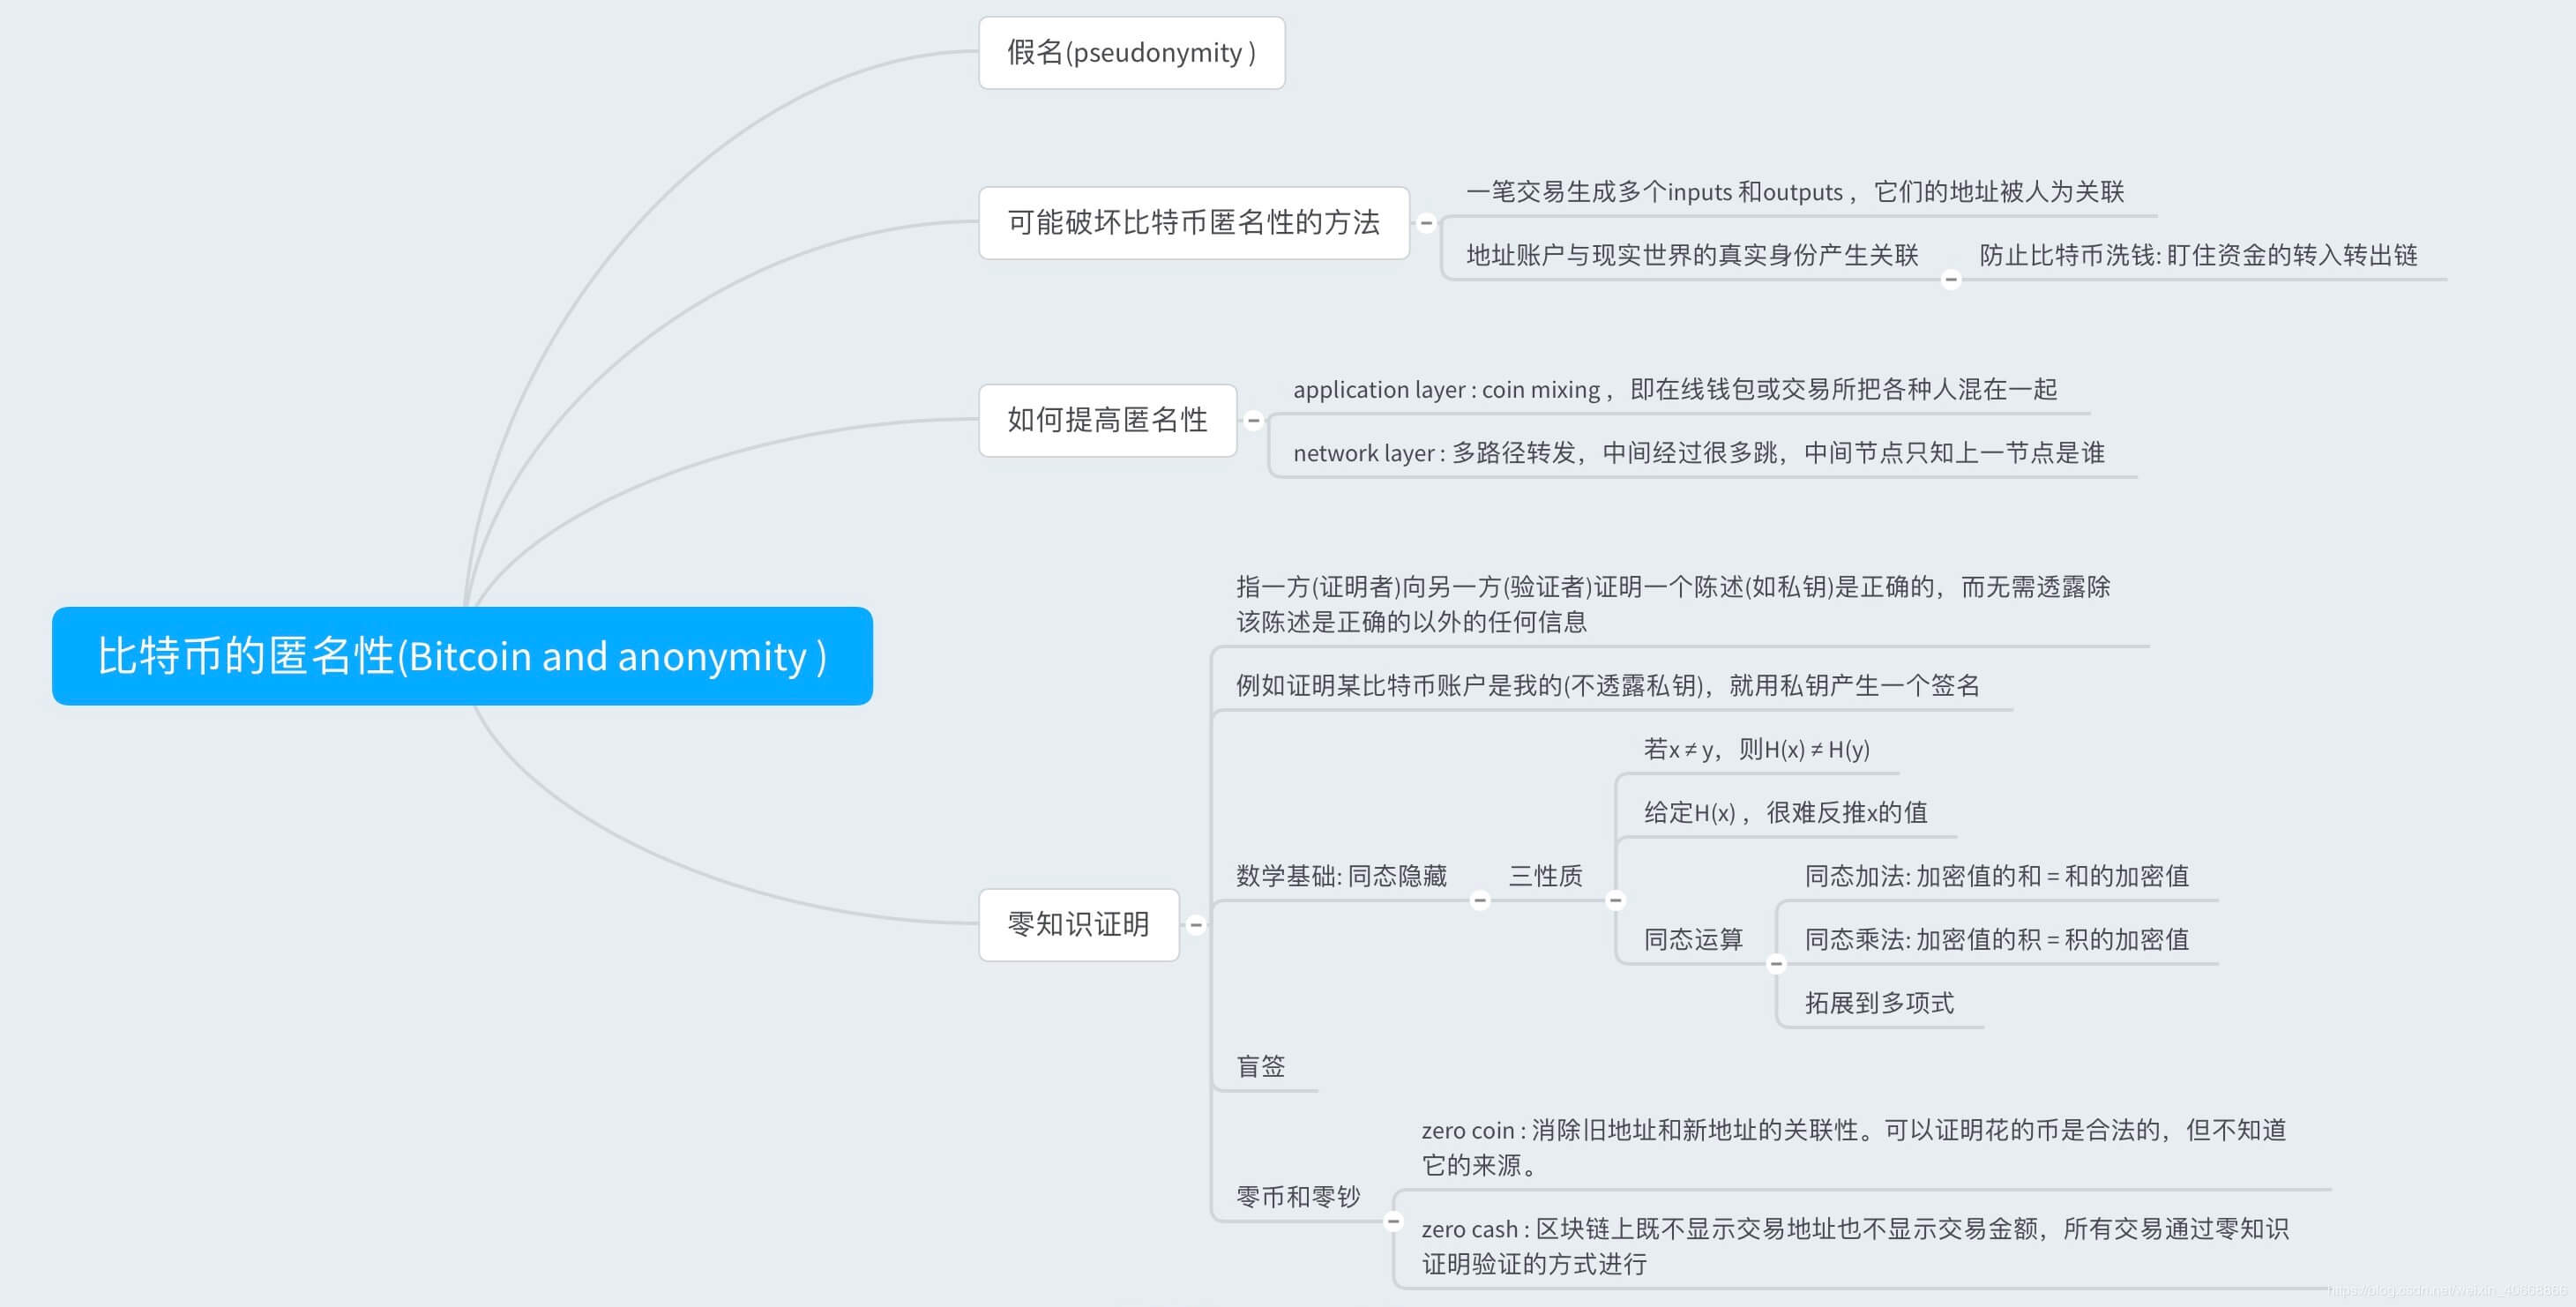 假名(pseudonymity )
可能破坏比特币匿名性的方法
一笔交易生成多个inputs 和outputs ，它们的地址被人为关联
地址账户与现实世界的真实身份产生关联
防止比特币洗钱: 盯住资金的转入转出链
如何提高匿名性
application layer : coin mixing ，即在线钱包或交易所把各种人混在一起
network layer : 多路径转发，中间经过很多跳，中间节点只知上一节点是谁
比特币的匿名性(Bitcoin and anonymity )
零知识证明
指一方(证明者)向另一方(验证者)证明一个陈述(如私钥)是正确的，而无需透露除
该陈述是正确的以外的任何信息
例如证明某比特币账户是我的(不透露私钥)，就用私钥产生一个签名
数学基础: 同态隐藏
三性质
若x ≠ y，则H(x) ≠ H(y)
给定H(x) ，很难反推x的值
同态运算
同态加法: 加密值的和 = 和的加密值
同态乘法: 加密值的积 = 积的加密值
拓展到多项式
盲签
零币和零钞
zero coin : 消除旧地址和新地址的关联性。可以证明花的币是合法的，但不知道
它的来源。
zero cash : 区块链上既不显示交易地址也不显示交易金额，所有交易通过零知识
证明验证的方式进行